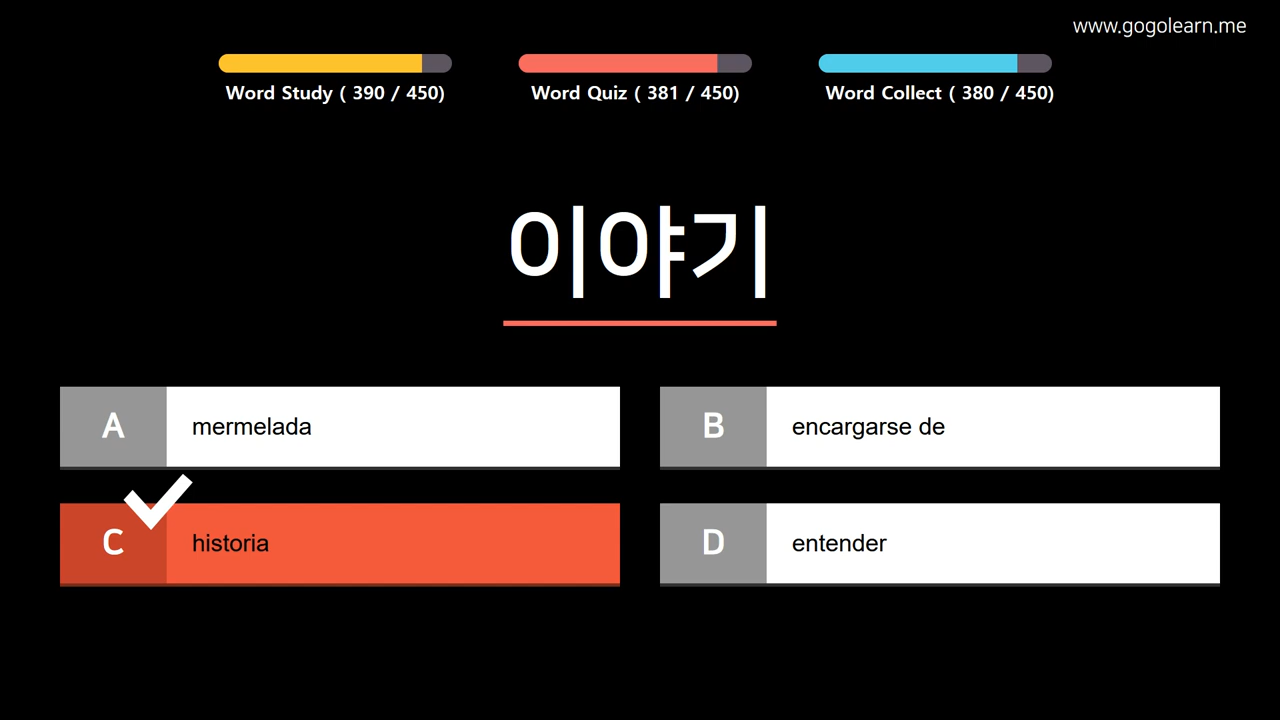 www.gogolearn.me
Word Study ( 390 / 450)
Word Quiz ( 381 / 450)
Word Collect ( 380 / 450)
이야기
A mermelada
B encargarse de
C historia
D entender